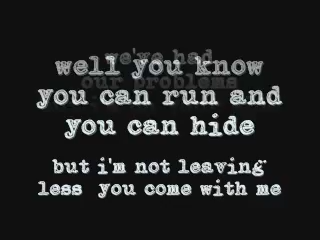 we've had
our problems
well you know
you can run and
you can hide
but i'm not leaving
less you come with me